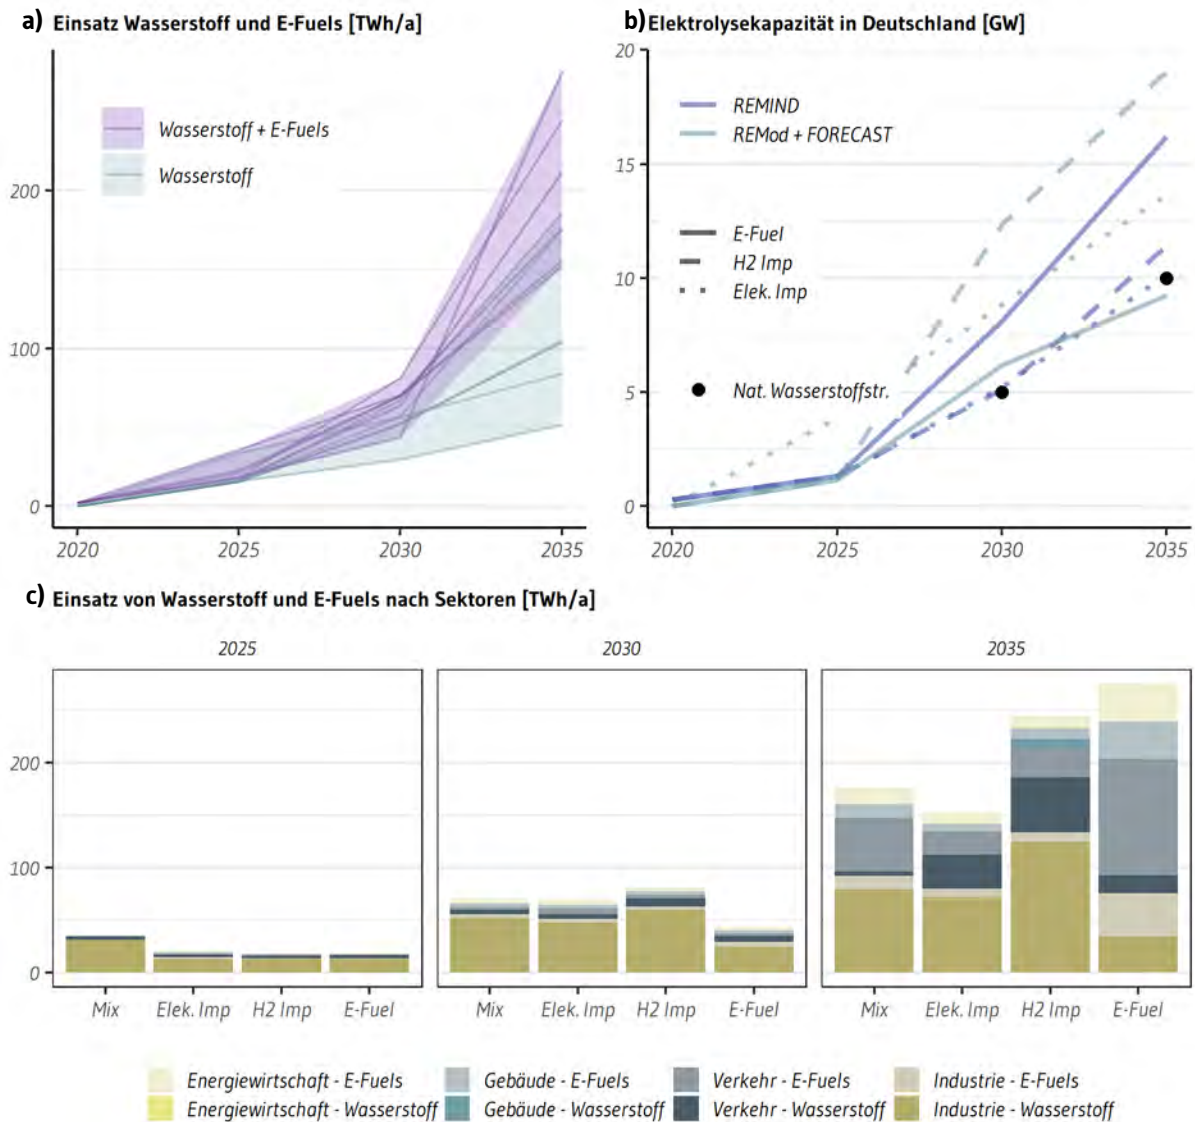 a) Einsatz Wasserstoff und E-Fuels [TWh/a]
Wasserstoff + E-Fuels
Wasserstoff
200
100
0
2020 2025 2030 2035
b) Elektrolysekapazität in Deutschland [GW]
20
REMIND
REMod + FORECAST
15
E-Fuel
H2 Imp
Elek. Imp
10
Nat. Wasserstoffstr.
5
0
2020 2025 2030 2035
c) Einsatz von Wasserstoff und E-Fuels nach Sektoren [TWh/a]
2025 2030 2035
200
100
0
Mix Elek. Imp H2 Imp E-Fuel Mix Elek. Imp H2 Imp E-Fuel Mix Elek. Imp H2 Imp E-Fuel
Energiewirtschaft - E-Fuels Gebäude - E-Fuels Verkehr - E-Fuels Industrie - E-Fuels
Energiewirtschaft - Wasserstoff Gebäude - Wasserstoff Verkehr - Wasserstoff Industrie - Wasserstoff